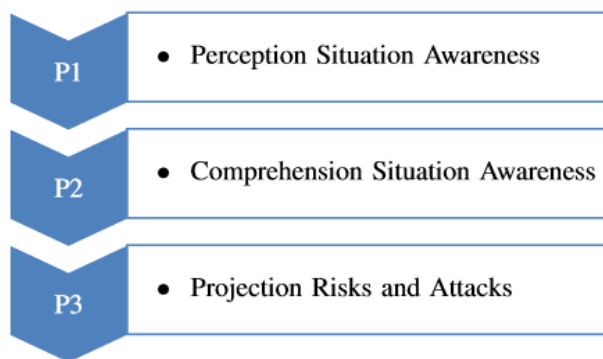 P1
• Perception Situation Awareness
P2
• Comprehension Situation Awareness
P3
• Projection Risks and Attacks